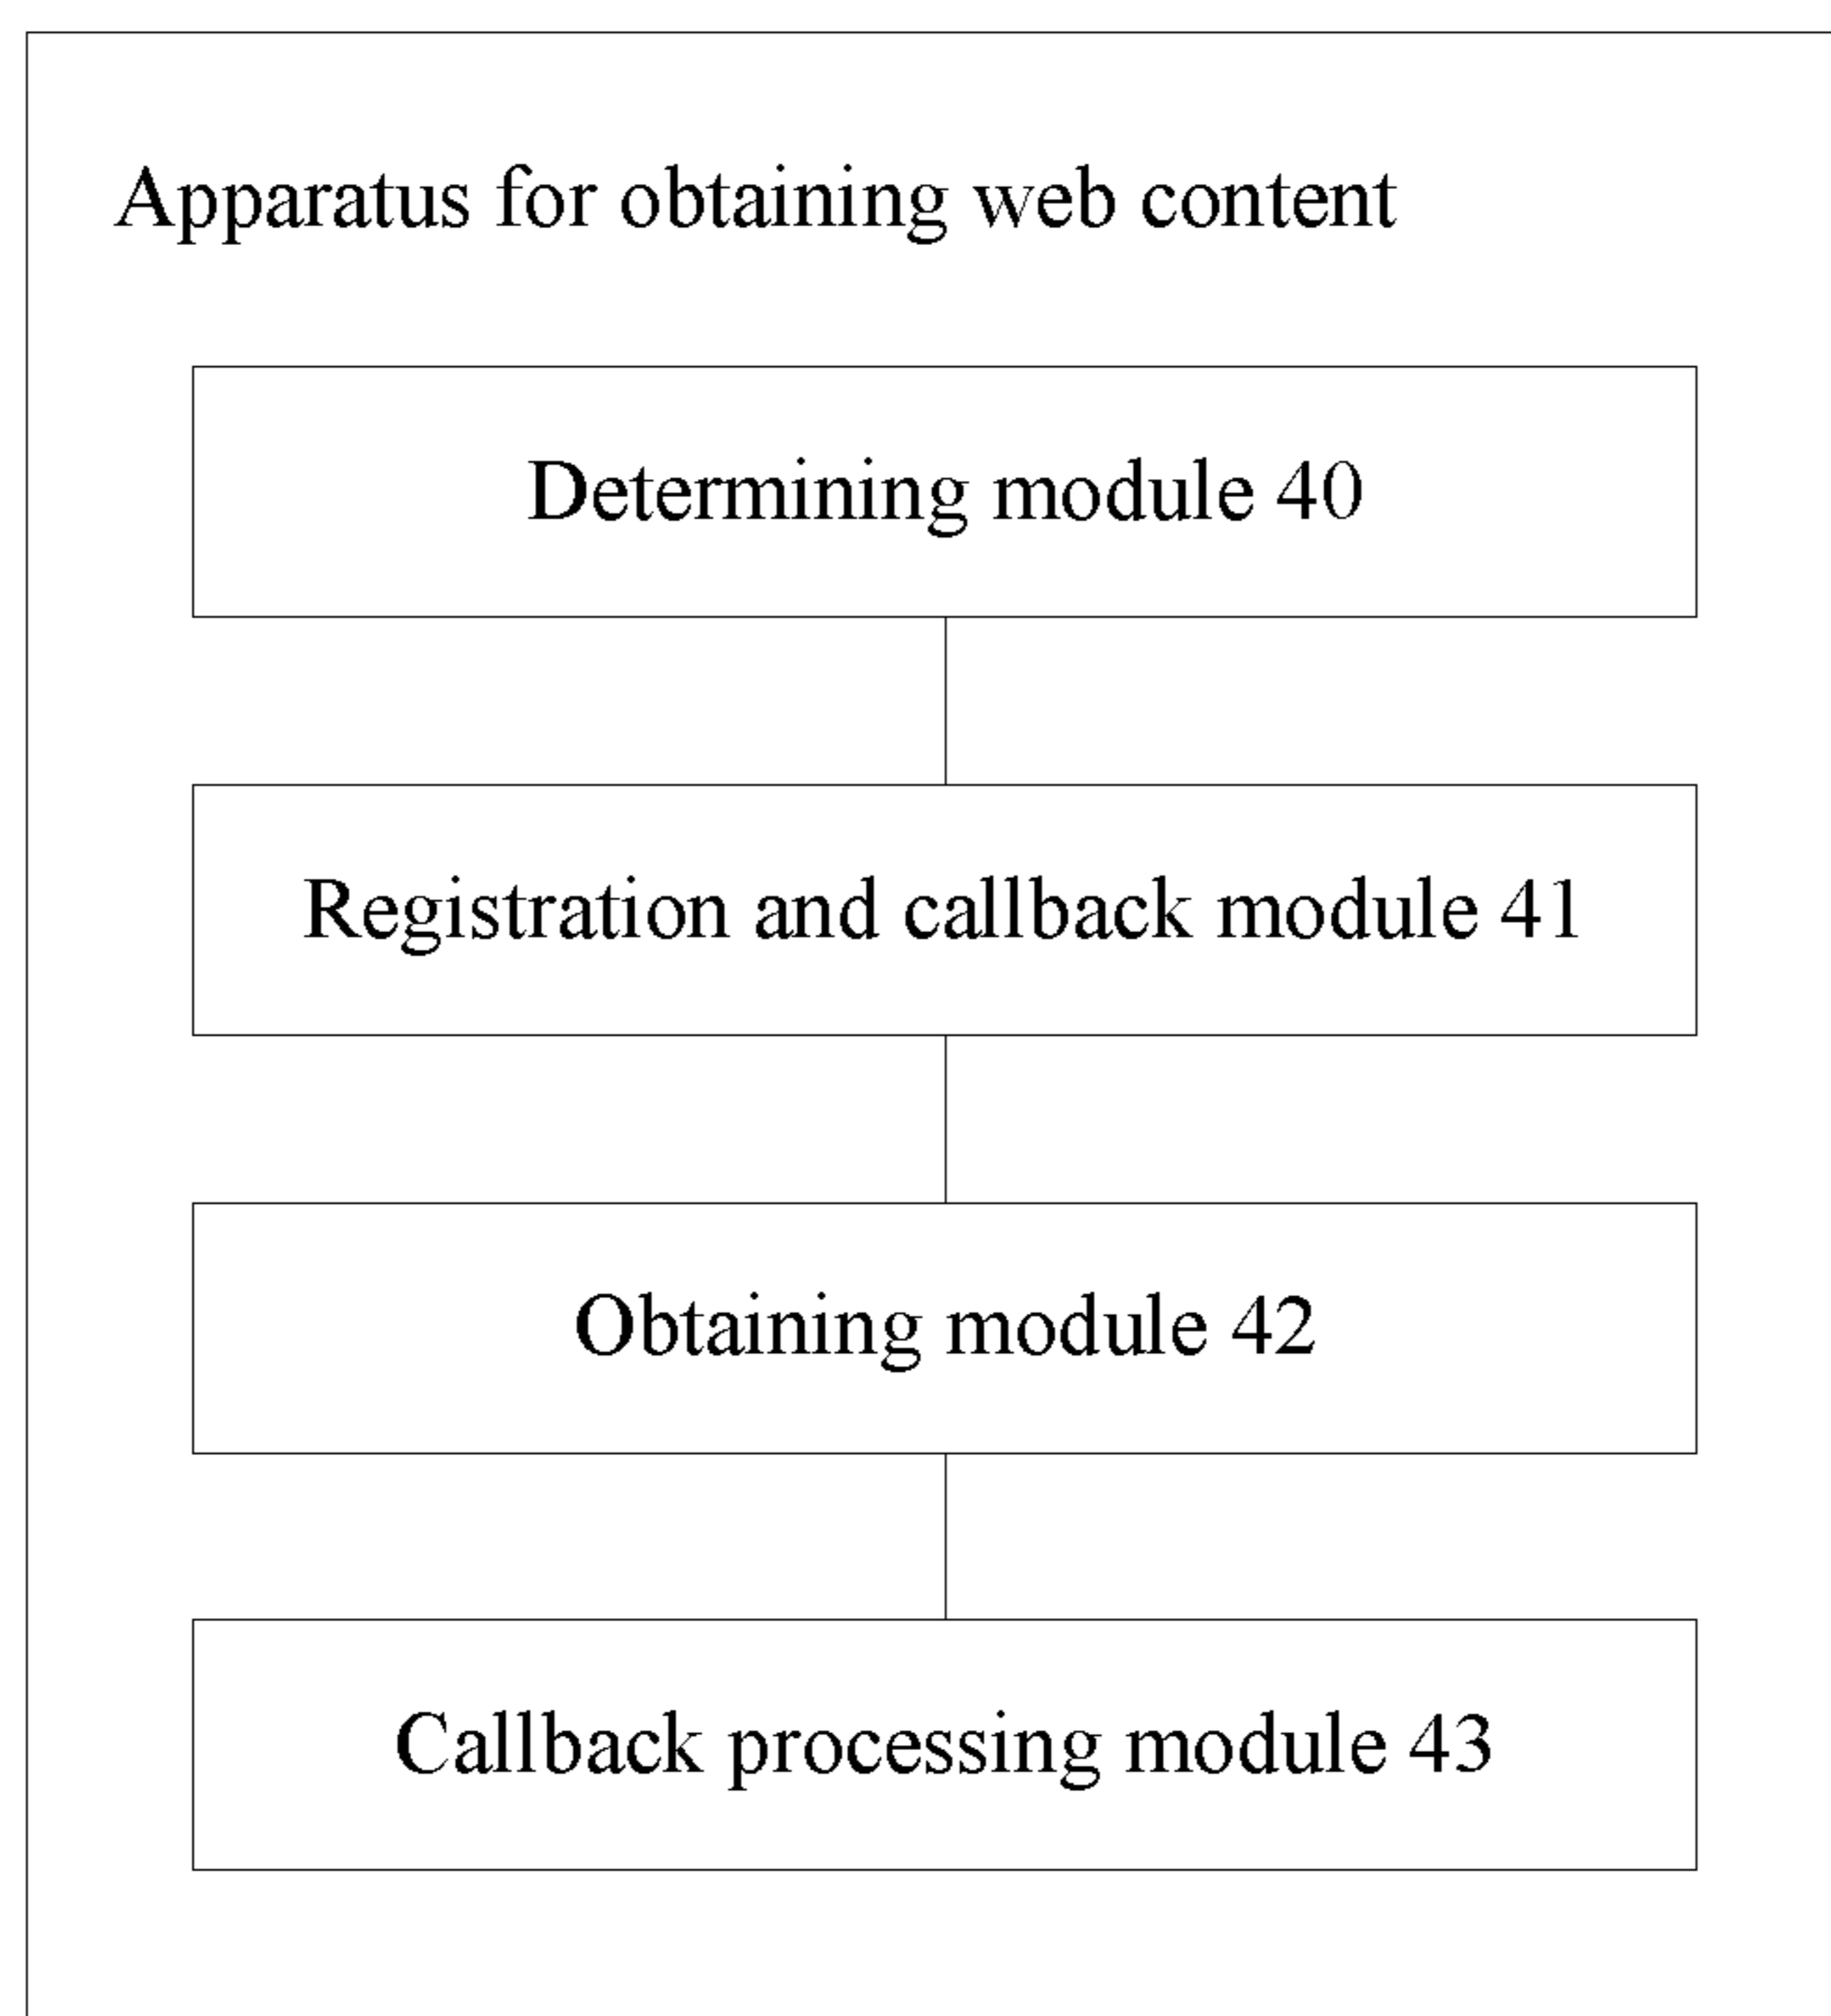 Apparatus for obtaining web content
Determining module 40
Registration and callback module 41
Obtaining module 42
Callback processing module 43